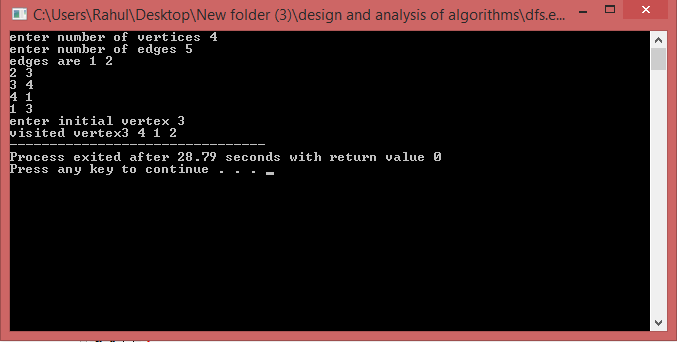 C:\Users\Rahul\Desktop\New folder (3)\design and analysis of algorithms\dfs.e...
enter number of vertices 4
enter number of edges 5
edges are 1 2
2 3
3 4
4 1
1 3
enter initial vertex 3
visited vertex3 4 1 2
--------------------------------
Process exited after 28.79 seconds with return value 0
Press any key to continue . . . _